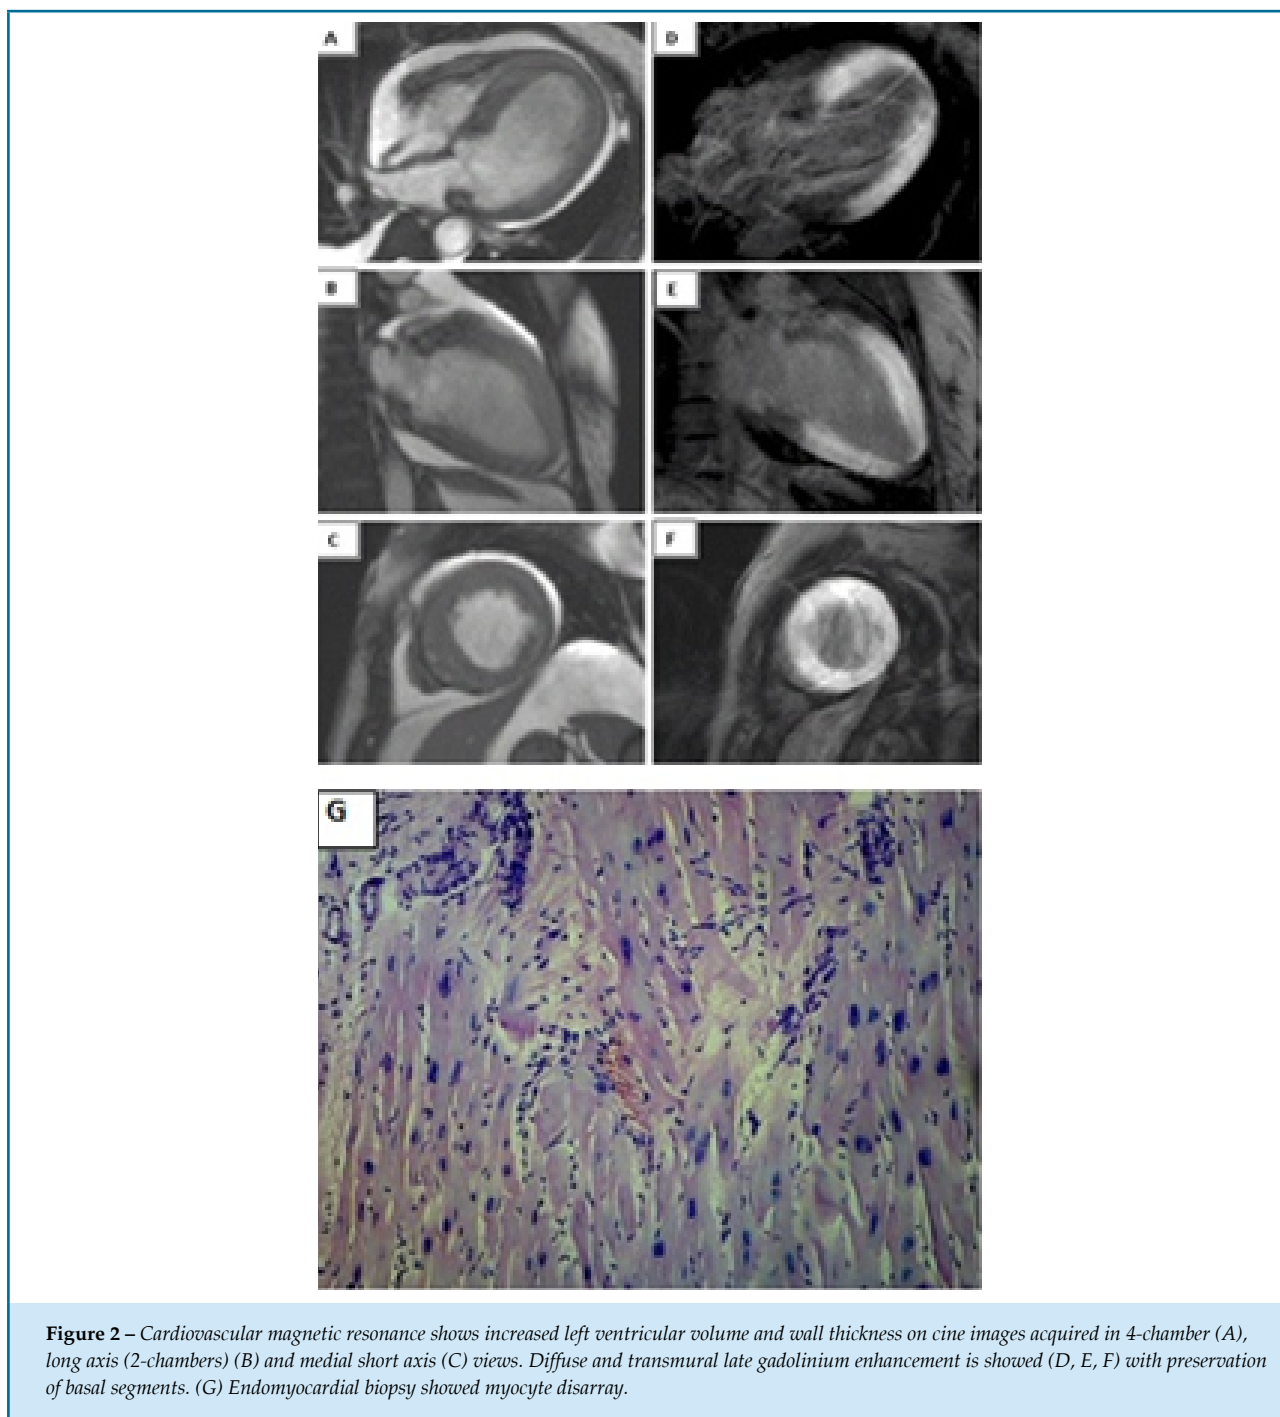 A
D
B
E
C
F
G
Figure 2 – Cardiovascular magnetic resonance shows increased left ventricular volume and wall thickness on cine images acquired in 4-chamber (A),
long axis (2-chambers) (B) and medial short axis (C) views. Diffuse and transmural late gadolinium enhancement is showed (D, E, F) with preservation
of basal segments. (G) Endomyocardial biopsy showed myocyte disarray.